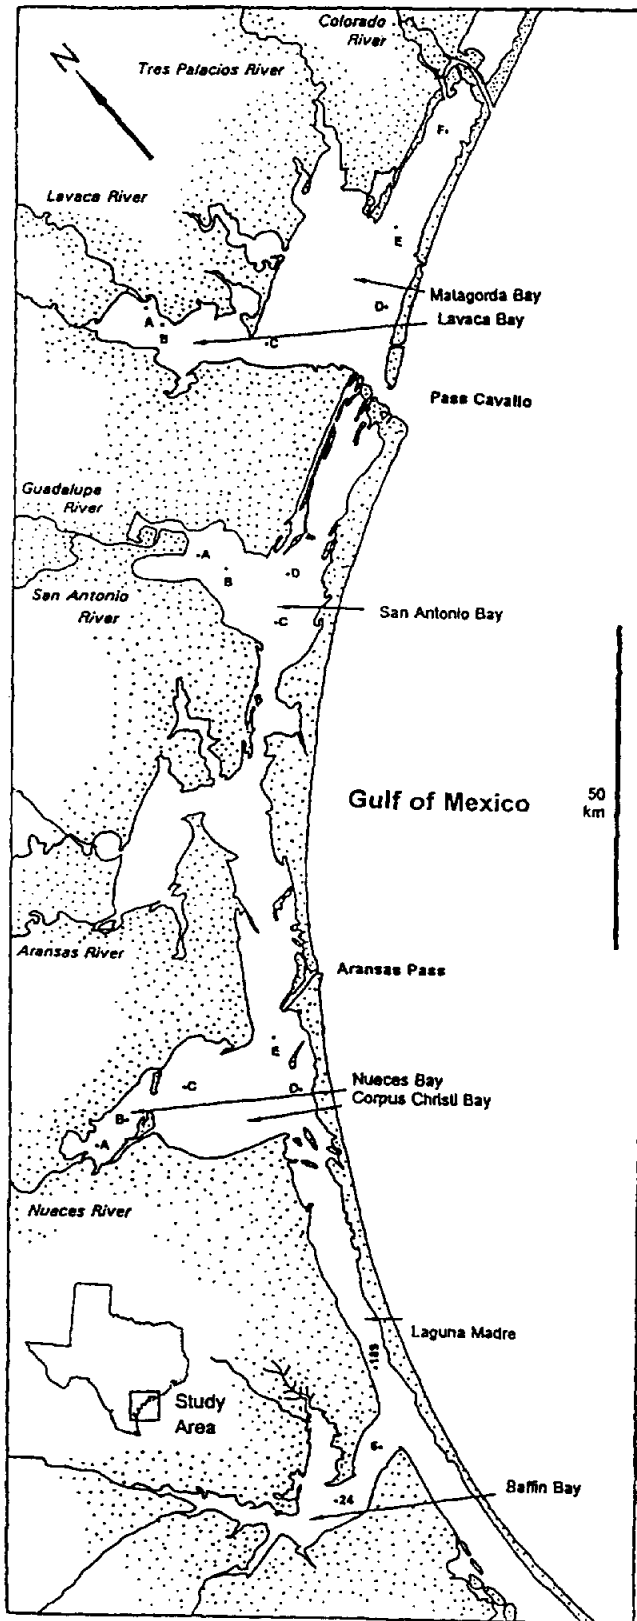 Colorado
River
Tres Palacios River
N
F
Lavaca River
E
Matagorda Bay
D
Lavaca Bay
A
B
C
Pass Cavallo
Guadalupe
River
A
B
D
San Antonio
River
San Antonio Bay
C
Gulf of Mexico
50
km
Aransas River
Aransas Pass
E
Nueces Bay
C
D
Corpus Christi Bay
B
A
Nueces River
Laguna Madre
189
Study
Area
6
Baffin Bay
24